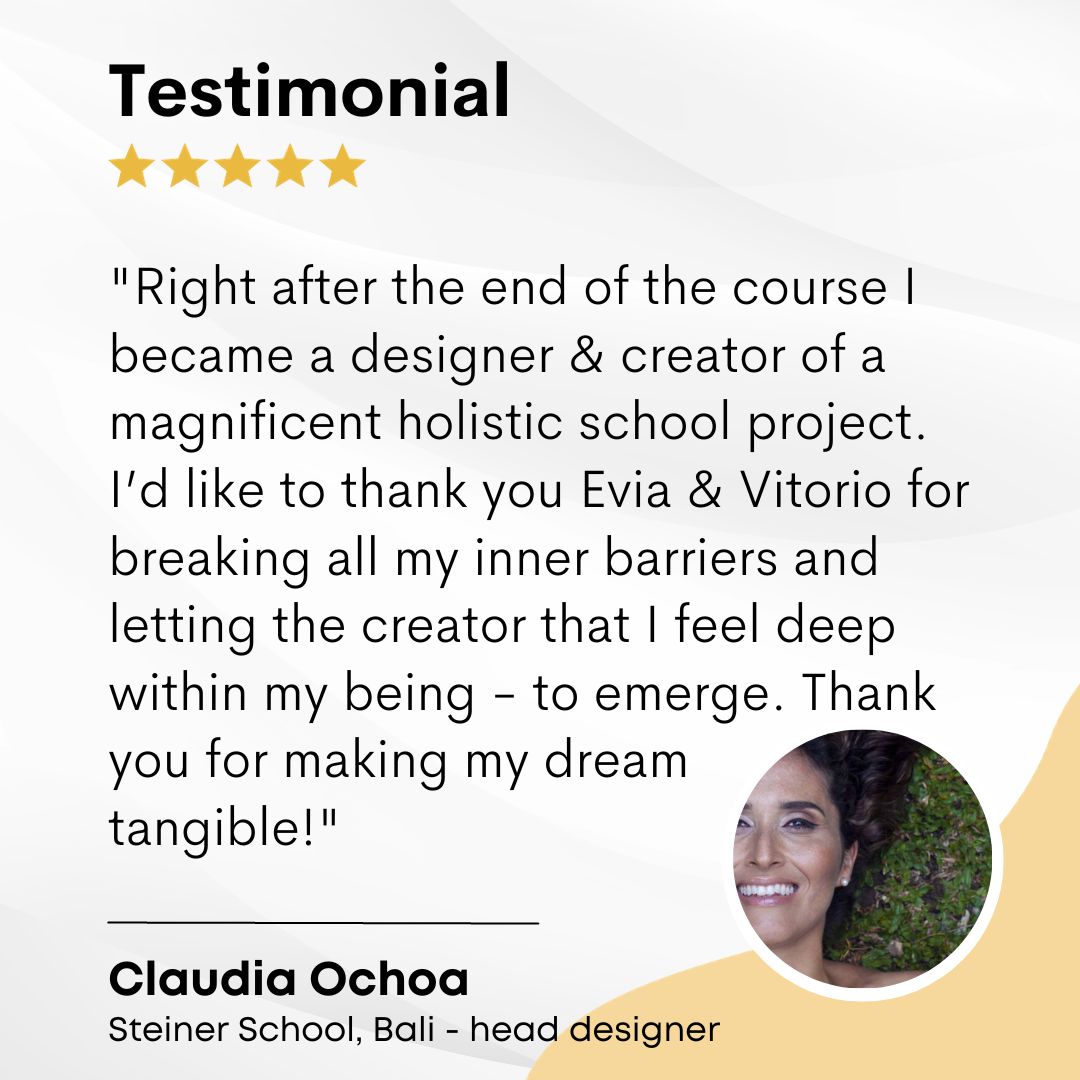 Testimonial
"Right after the end of the course I
became a designer & creator of a
magnificent holistic school project.
I’d like to thank you Evia & Vitorio for
breaking all my inner barriers and
letting the creator that I feel deep
within my being – to emerge. Thank
you for making my dream
tangible!"
Claudia Ochoa
Steiner School, Bali - head designer